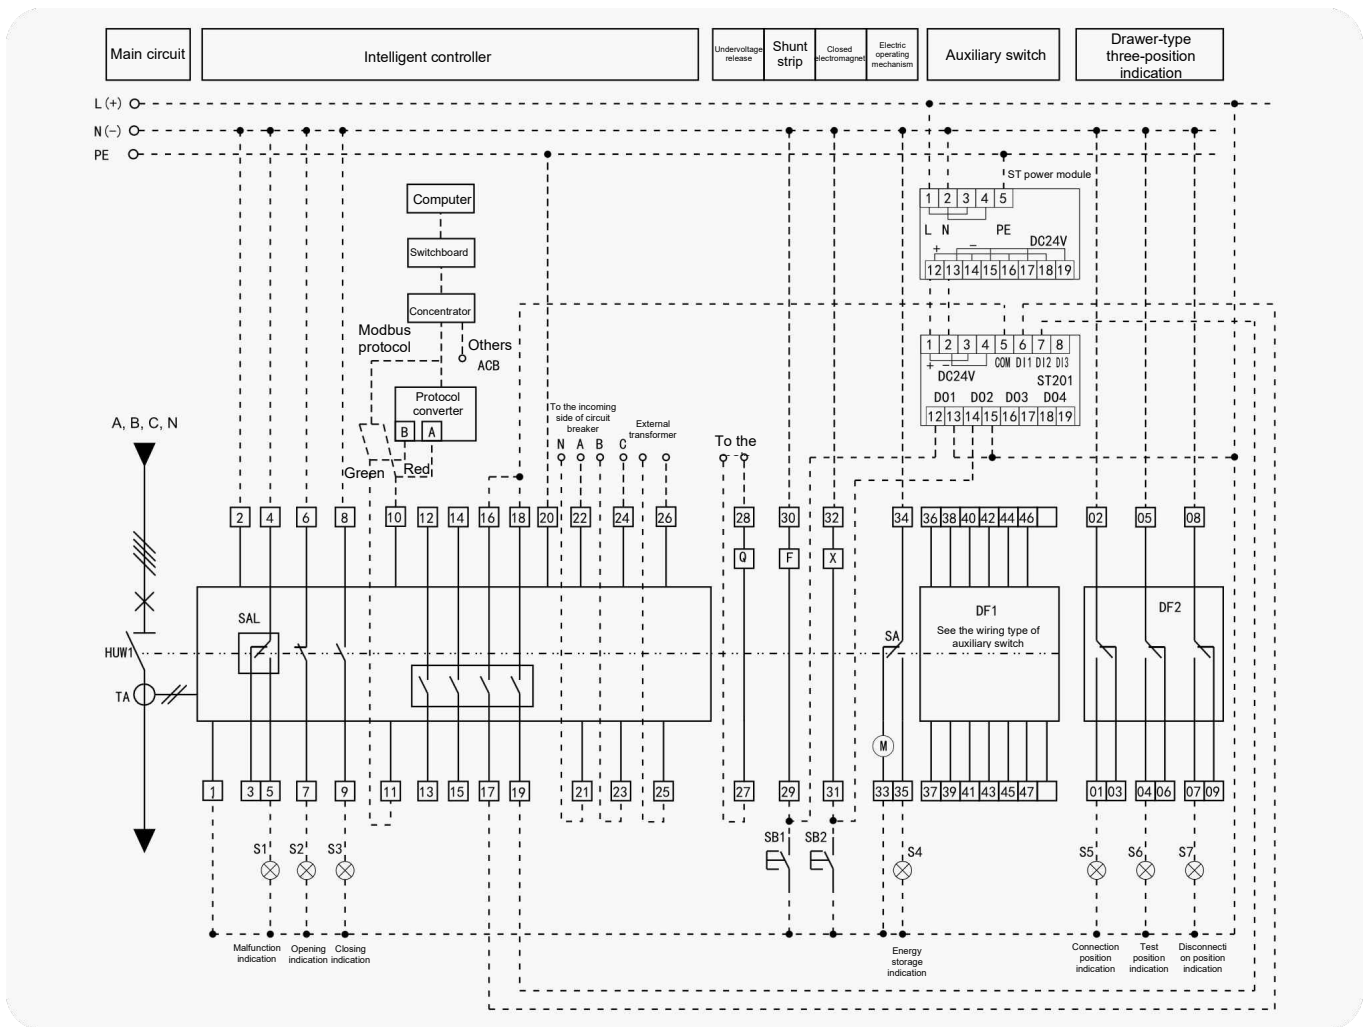 Main circuit
Intelligent controller
Undervoltage
release
Shunt
strip
Closed
electromagnet
Electric
operating
mechanism
Auxiliary switch
Drawer-type
three-position
indication
L(+)
N(-)
PE
ST power module
1 2 3 4 5
L N PE
DC24V
+ -
12 13 14 15 16 17 18 19
Computer
Switchboard
Concentrator
Modbus
protocol
Others
ACB
Protocol
converter
B A
Green
Red
1 2 3 4 5 6 7 8
+ - COM DI1 DI2 DI3
DC24V
ST201
DO1 DO2 DO3 DO4
12 13 14 15 16 17 18 19
To the incoming
side of circuit
breaker
N A B C
External
transformer
To the
A, B, C, N
2 4 6 8 10 12 14 16 18 20 22 24 26 28 30 32 34 36 38 40 42 44 46 02 05 08
Q F X
SAL
HUW1
TA
SA
DF1
See the wiring type of
auxiliary switch
DF2
M
1 3 5 7 9 11 13 15 17 19 21 23 25 27 29 31 33 35 37 39 41 43 45 47 01 03 04 06 07 09
SB1 SB2
S1 S2 S3 S4 S5 S6 S7
Malfunction
indication
Opening
indication
Closing
indication
Energy
storage
indication
Connection
position
indication
Test
position
indication
Disconnecti
on position
indication